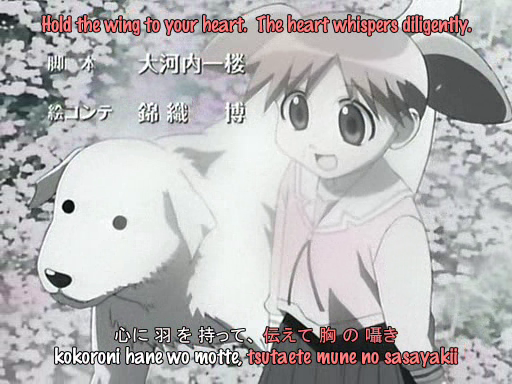 Hold the wing to your heart.  The heart whispers diligently.
脚 本 大河内一楼
絵コンテ 錦織 博
心に 羽 を 持って、伝えて 胸 の 囁き
kokoroni hane wo motte, tsutaete mune no sasayakii